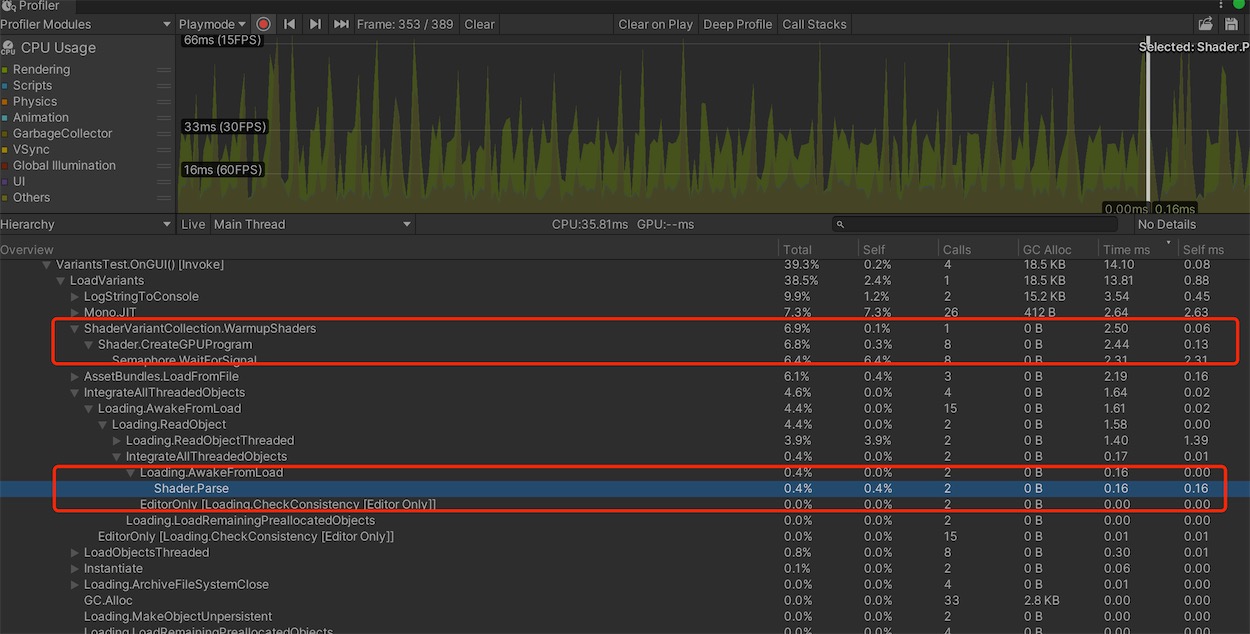 Profiler
Profiler Modules Playmode Frame: 353 / 389 Clear Clear on Play Deep Profile Call Stacks
CPU Usage
Rendering
Scripts
Physics
Animation
GarbageCollector
VSync
Global Illumination
UI
Others
66ms (15FPS)
33ms (30FPS)
16ms (60FPS)
Selected: Shader.P
0.00ms 0.16ms
Hierarchy Live Main Thread CPU:35.81ms GPU:--ms No Details
Overview Total Self Calls GC Alloc Time ms Self ms
VariantsTest.OnGUI() [Invoke] 39.3% 0.2% 4 18.5 KB 14.10 0.08
LoadVariants 38.5% 2.4% 1 18.5 KB 13.81 0.88
LogStringToConsole 9.9% 1.2% 2 15.2 KB 3.54 0.45
Mono.JIT 7.3% 7.3% 26 412 B 2.64 2.63
ShaderVariantCollection.WarmupShaders 6.9% 0.1% 1 0 B 2.50 0.06
Shader.CreateGPUProgram 6.8% 0.3% 8 0 B 2.44 0.13
Semaphore.WaitForSignal 6.4% 6.4% 8 0 B 2.31 2.31
AssetBundles.LoadFromFile 6.1% 0.4% 3 0 B 2.19 0.16
IntegrateAllThreadedObjects 4.6% 0.0% 4 0 B 1.64 0.02
Loading.AwakeFromLoad 4.4% 0.0% 15 0 B 1.61 0.02
Loading.ReadObject 4.4% 0.0% 2 0 B 1.58 0.00
Loading.ReadObjectThreaded 3.9% 3.9% 2 0 B 1.40 1.39
IntegrateAllThreadedObjects 0.4% 0.0% 2 0 B 0.17 0.01
Loading.AwakeFromLoad 0.4% 0.0% 2 0 B 0.16 0.00
Shader.Parse 0.4% 0.4% 2 0 B 0.16 0.16
EditorOnly [Loading.CheckConsistency [Editor Only]] 0.0% 0.0% 2 0 B 0.00 0.00
Loading.LoadRemainingPreallocatedObjects 0.0% 0.0% 2 0 B 0.00 0.00
EditorOnly [Loading.CheckConsistency [Editor Only]] 0.0% 0.0% 15 0 B 0.01 0.01
LoadObjectsThreaded 0.8% 0.0% 8 0 B 0.30 0.01
Instantiate 0.1% 0.0% 2 0 B 0.06 0.00
Loading.ArchiveFileSystemClose 0.0% 0.0% 4 0 B 0.01 0.00
GC.Alloc 0.0% 0.0% 33 2.8 KB 0.00 0.00
Loading.MakeObjectUnpersistent 0.0% 0.0% 2 0 B 0.00 0.00
Loading.LoadRemainingPreallocatedObjects 0.0% 0.0% 2 0 B 0.00 0.00